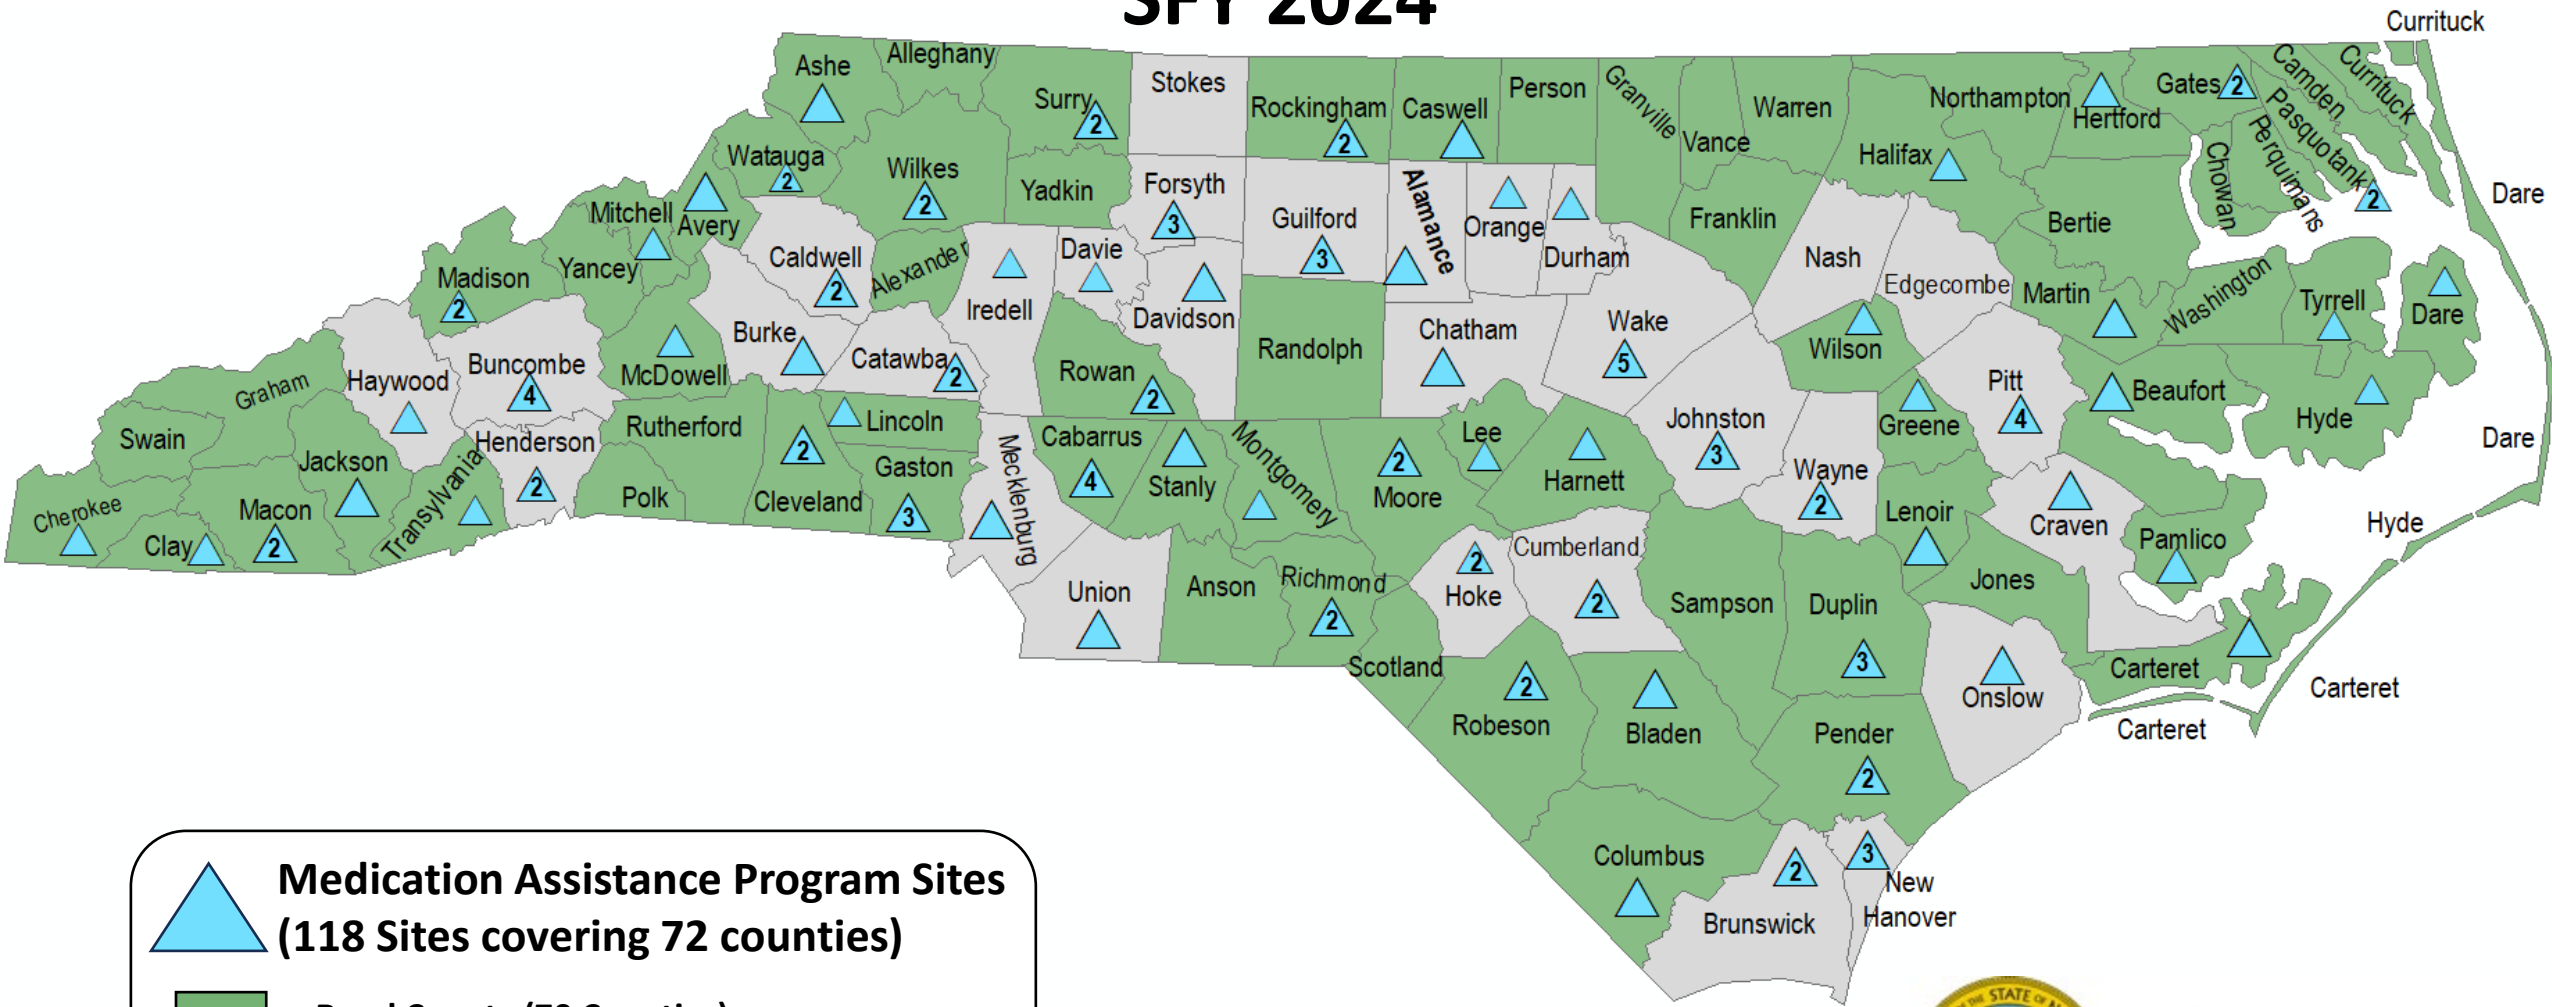 SFY 2024
Currituck
Ashe
Alleghany
Surry
2
Stokes
Rockingham
2
Caswell
Person
Granville
Vance
Warren
Northampton
Hertford
Gates
2
Camden
Currituck
Pasquotank
2
Perquimans
Chowan
Halifax
Dare
Watauga
2
Wilkes
2
Yadkin
Forsyth
3
Guilford
3
Alamance
Orange
Durham
Franklin
Nash
Edgecombe
Bertie
Mitchell
Avery
Yancey
Madison
2
Caldwell
2
Alexander
Iredell
Davie
Davidson
Randolph
Chatham
Wake
5
Wilson
Martin
Washington
Tyrrell
Dare
Graham
Haywood
Buncombe
4
McDowell
Burke
Catawba
2
Rowan
2
Johnston
3
Greene
Pitt
4
Beaufort
Hyde
Dare
Swain
Jackson
Henderson
2
Rutherford
Lincoln
Cleveland
2
Gaston
3
Mecklenburg
Cabarrus
4
Stanly
Montgomery
2
Moore
Lee
Harnett
Wayne
2
Lenoir
Craven
Pamlico
Hyde
Cherokee
Clay
Macon
2
Transylvania
Polk
Union
Anson
Richmond
2
Scotland
2
Hoke
Cumberland
2
Sampson
Duplin
3
Jones
Onslow
Carteret
Carteret
Carteret
Robeson
2
Bladen
Pender
2
Columbus
Brunswick
2
3
New
Hanover
Medication Assistance Program Sites
(118 Sites covering 72 counties)
THE STATE OF